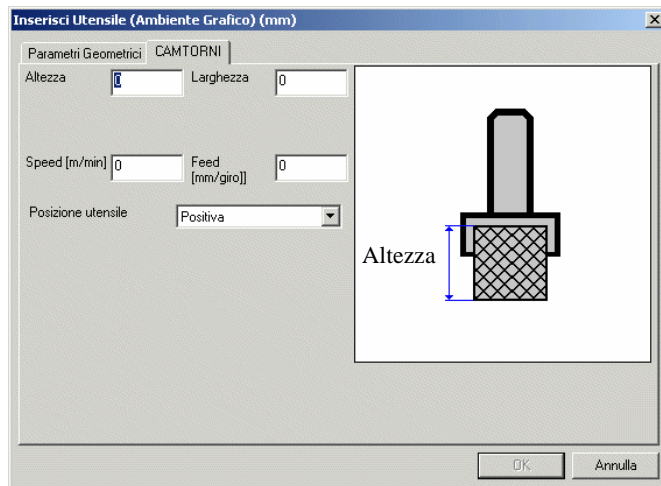 Inserisci Utensile (Ambiente Grafico) (mm)
Parametri Geometrici CAMTORNI
Altezza 0 Larghezza 0
Speed [m/min] 0 Feed [mm/giro]] 0
Posizione utensile Positiva
Altezza
OK Annulla